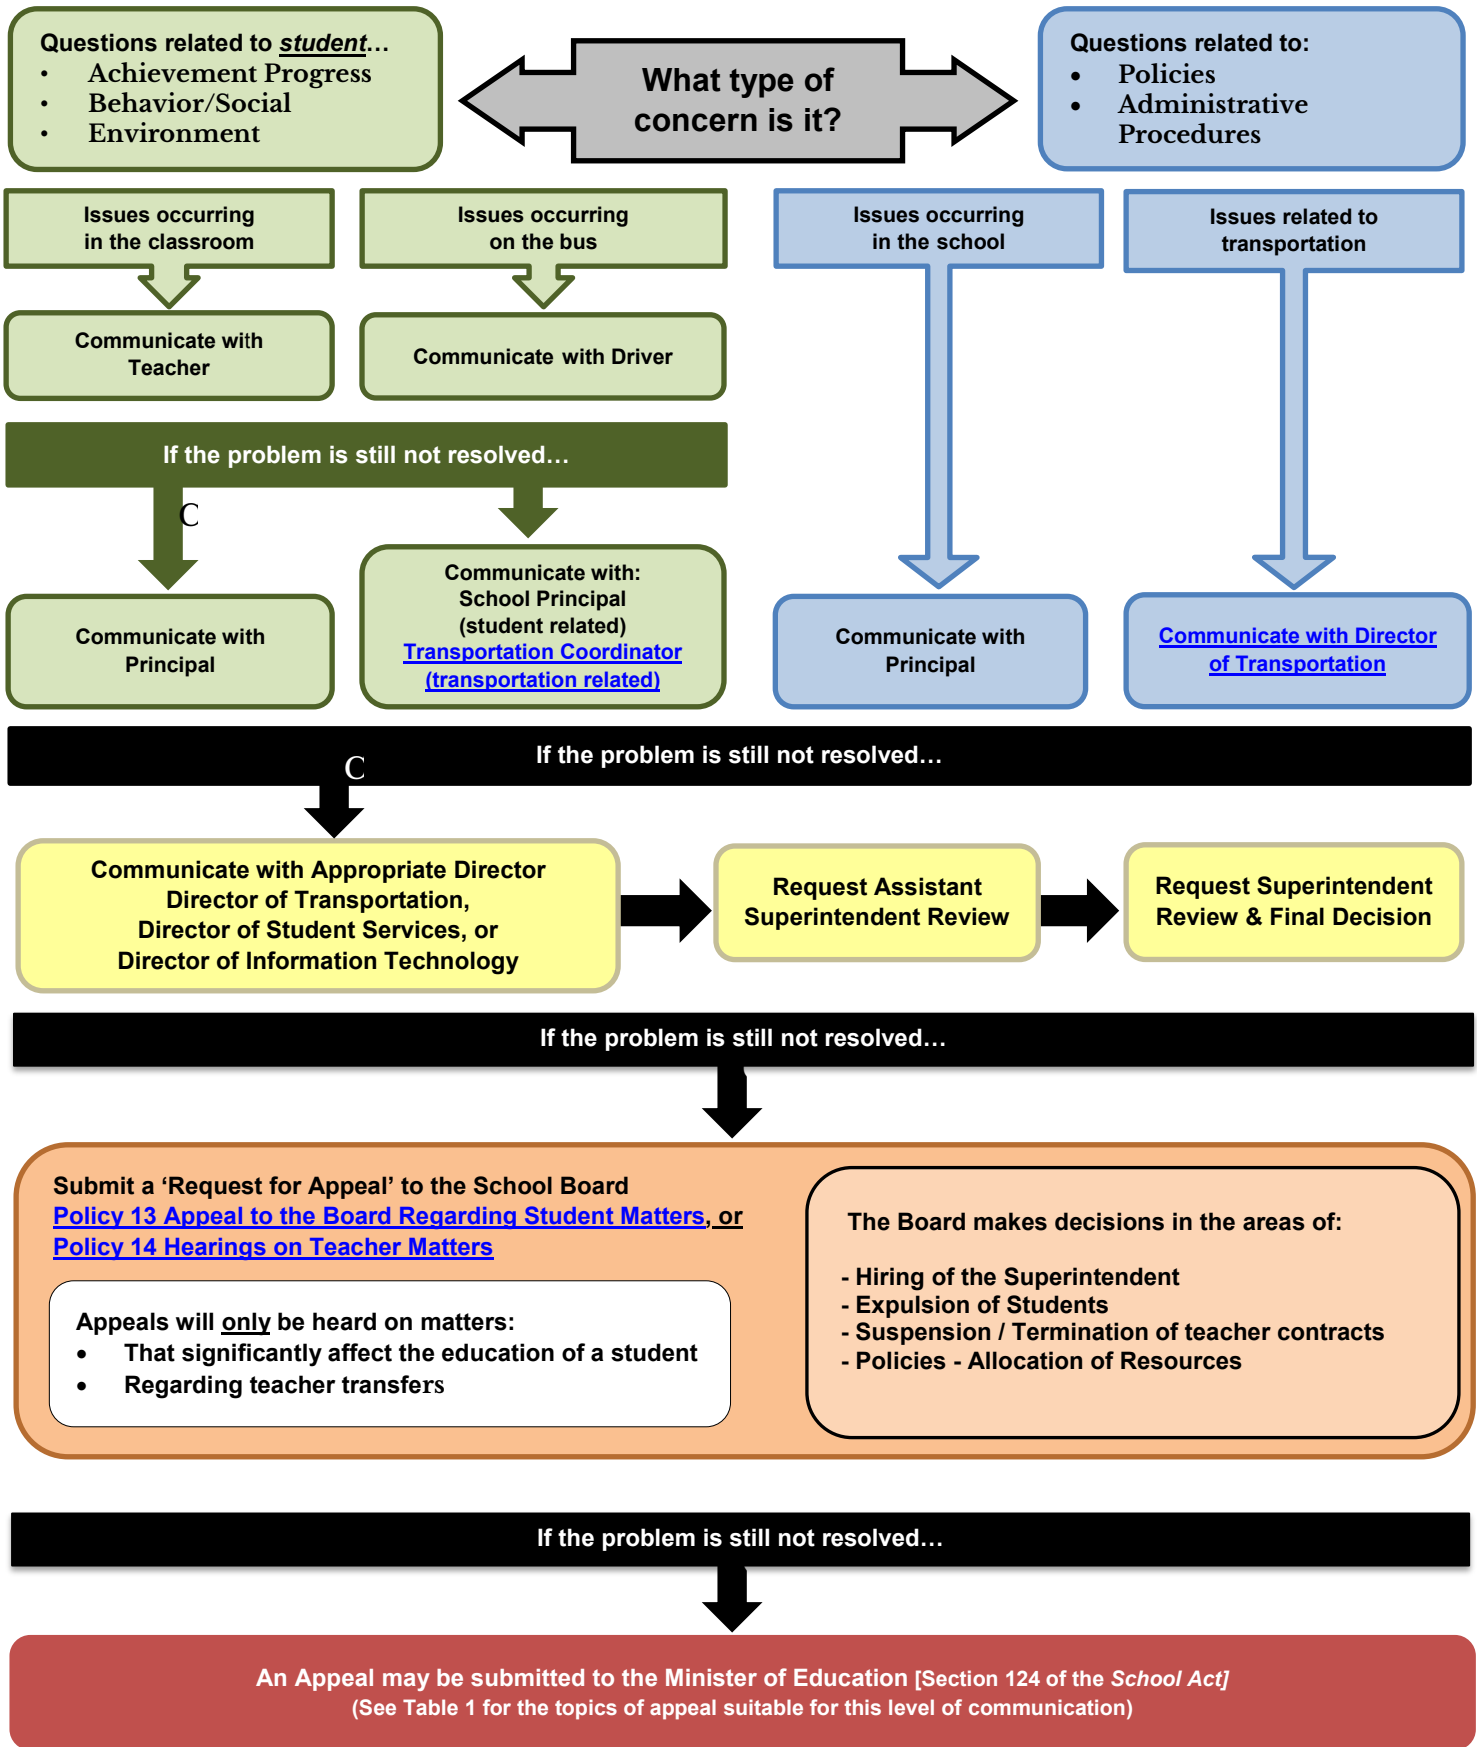 Questions related to student…
• Achievement Progress
• Behavior/Social
• Environment
What type of
concern is it?
Questions related to:
• Policies
• Administrative
Procedures
Issues occurring
in the classroom
Issues occurring
on the bus
Issues occurring
in the school
Issues related to
transportation
Communicate with
Teacher
Communicate with Driver
If the problem is still not resolved…
C
Communicate with
Principal
Communicate with:
School Principal
(student related)
Transportation Coordinator
(transportation related)
Communicate with
Principal
Communicate with Director
of Transportation
If the problem is still not resolved…
C
Communicate with Appropriate Director
Director of Transportation,
Director of Student Services, or
Director of Information Technology
Request Assistant
Superintendent Review
Request Superintendent
Review & Final Decision
If the problem is still not resolved…
Submit a ‘Request for Appeal’ to the School Board
Policy 13 Appeal to the Board Regarding Student Matters, or
Policy 14 Hearings on Teacher Matters
Appeals will only be heard on matters:
• That significantly affect the education of a student
• Regarding teacher transfers
The Board makes decisions in the areas of:
- Hiring of the Superintendent
- Expulsion of Students
- Suspension / Termination of teacher contracts
- Policies - Allocation of Resources
If the problem is still not resolved…
An Appeal may be submitted to the Minister of Education [Section 124 of the School Act]
(See Table 1 for the topics of appeal suitable for this level of communication)